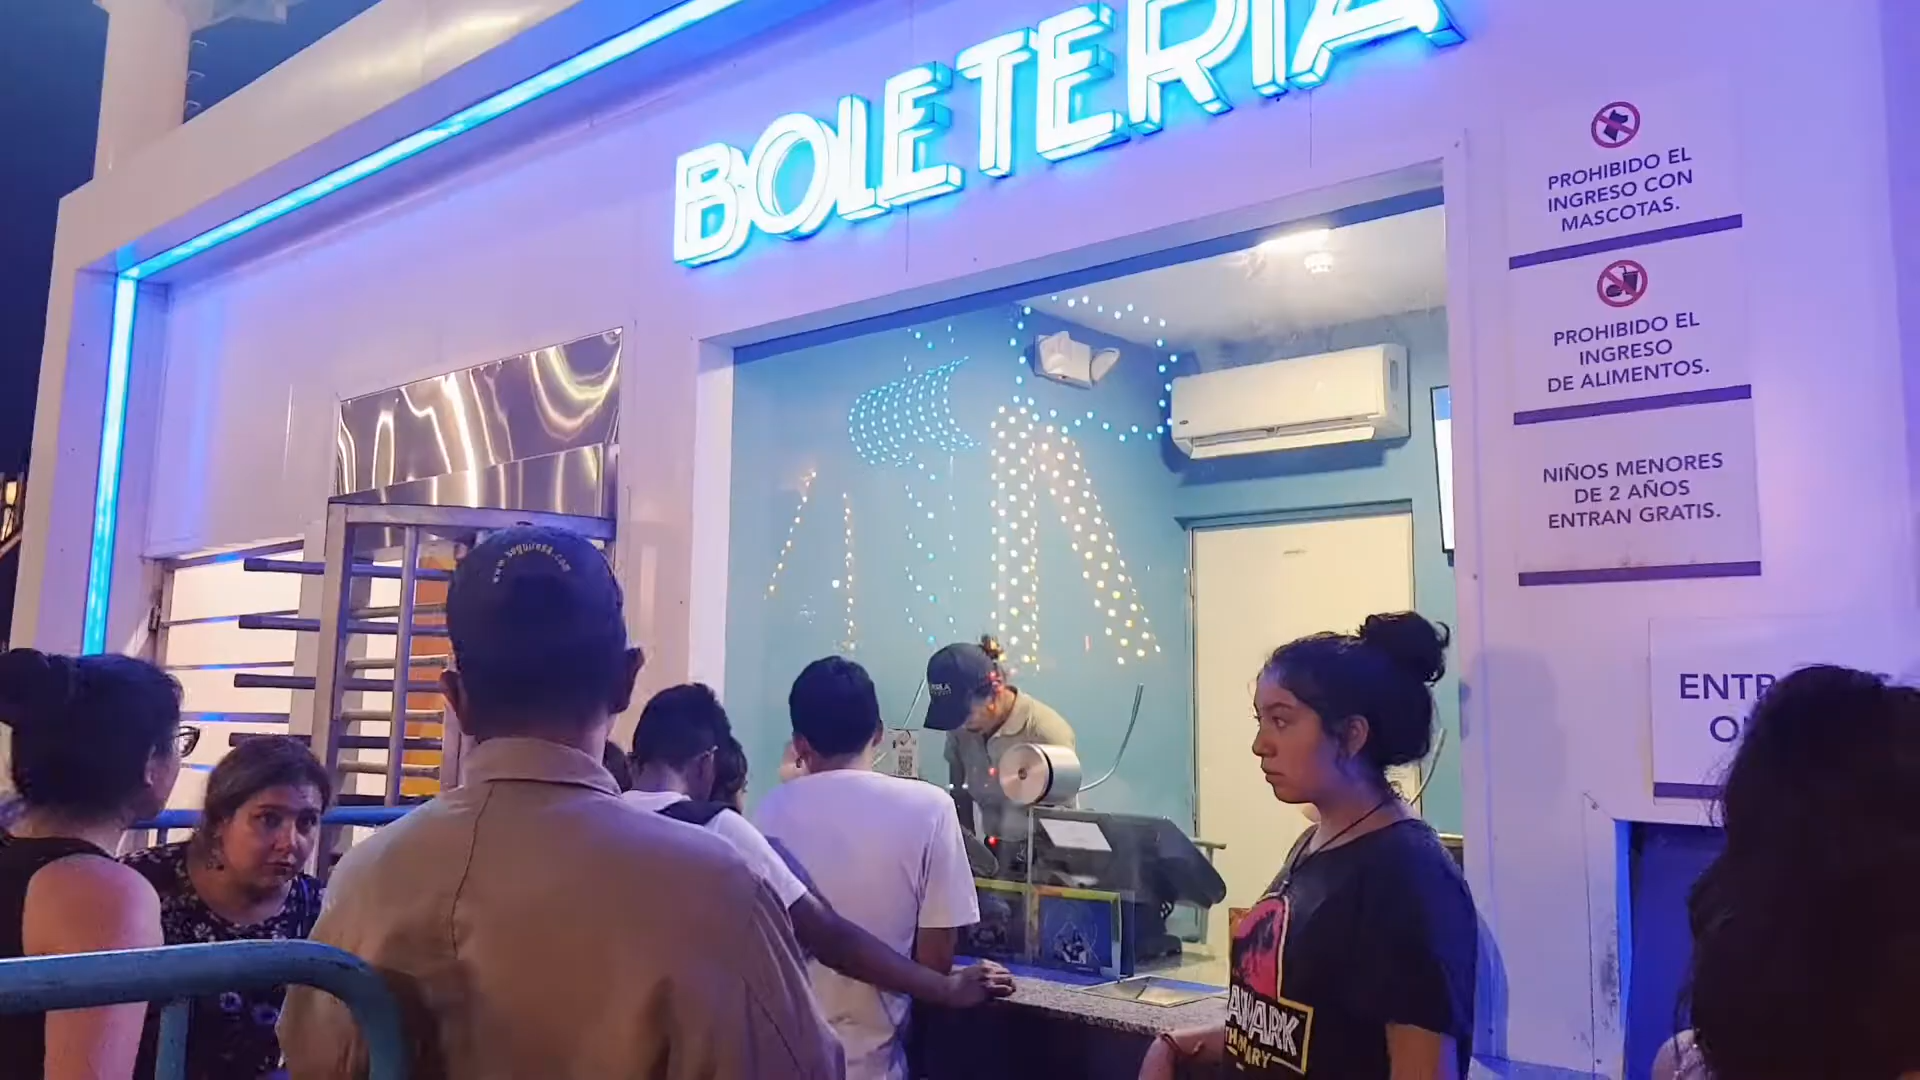 BOLETERIA
PROHIBIDO EL
INGRESO CON
MASCOTAS.
PROHIBIDO EL
INGRESO
DE ALIMENTOS.
NIÑOS MENORES
DE 2 AÑOS
ENTRAN GRATIS.